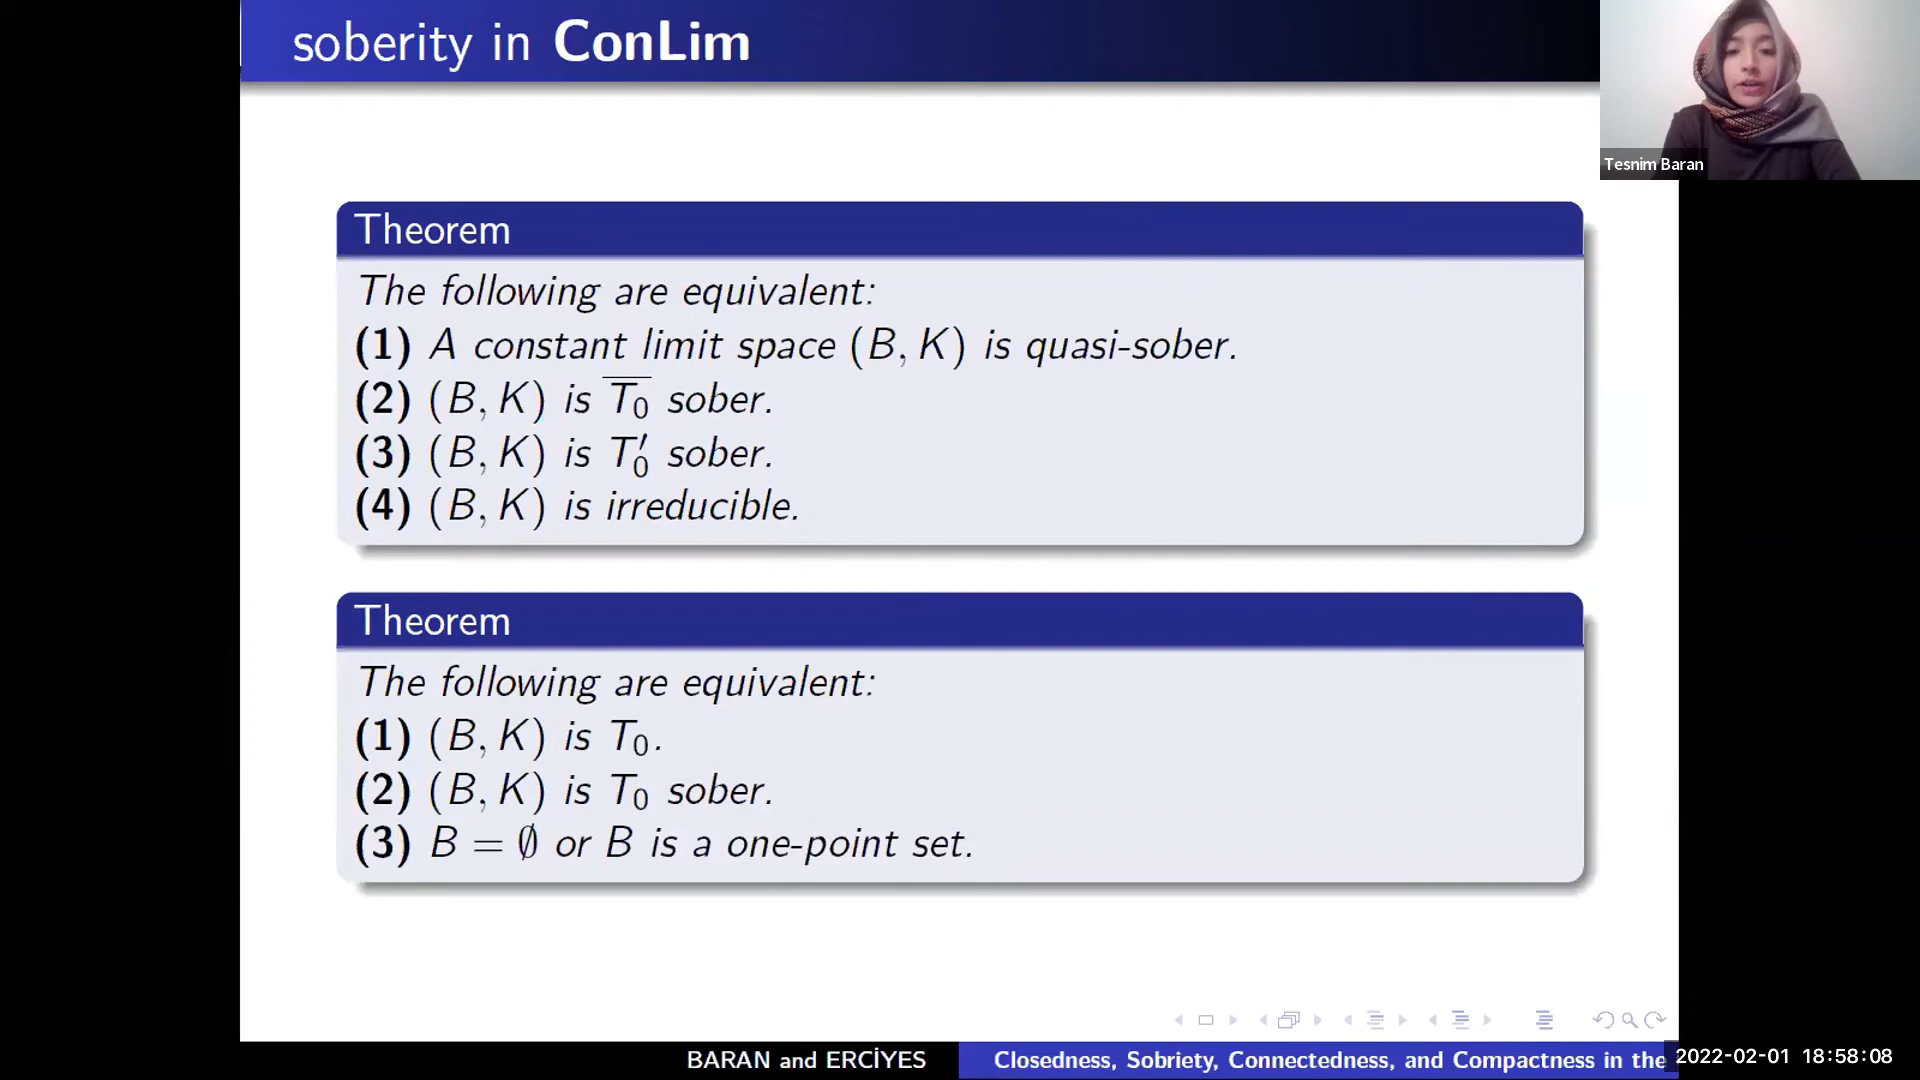 soberity in ConLim
Tesnim Baran
Theorem
The following are equivalent:
(1) A constant limit space (B, K) is quasi-sober.
(2) (B, K) is T̅₀ sober.
(3) (B, K) is T₀′ sober.
(4) (B, K) is irreducible.
Theorem
The following are equivalent:
(1) (B, K) is T₀.
(2) (B, K) is T₀ sober.
(3) B = ∅ or B is a one-point set.
BARAN and ERCİYES
Closedness, Sobriety, Connectedness, and Compactness in the
2022-02-01 18:58:08